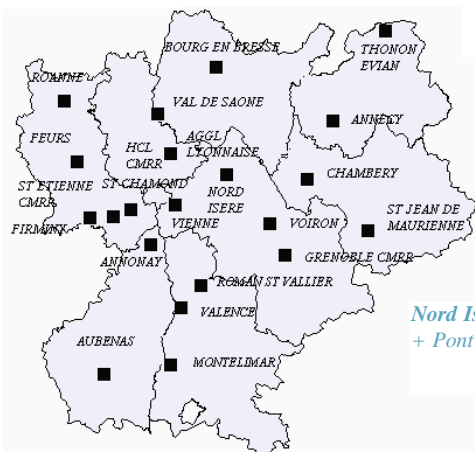 BOURG EN BRESSE
THONON
EVIAN
ROANNE
VAL DE SAONE
ANNECY
FEURS
AGGL
LYONNAISE
HCL
CMRR
CHAMBERY
ST ETIENNE
CMRR
ST CHAMOND
NORD
ISERE
ST JEAN DE
MAURIENNE
FIRMINY
VIENNE
VOIRON
ANNONAY
GRENOBLE CMRR
ROMAN ST VALLIER
VALENCE
Nord Is
+ Pont
AUBENAS
MONTELIMAR